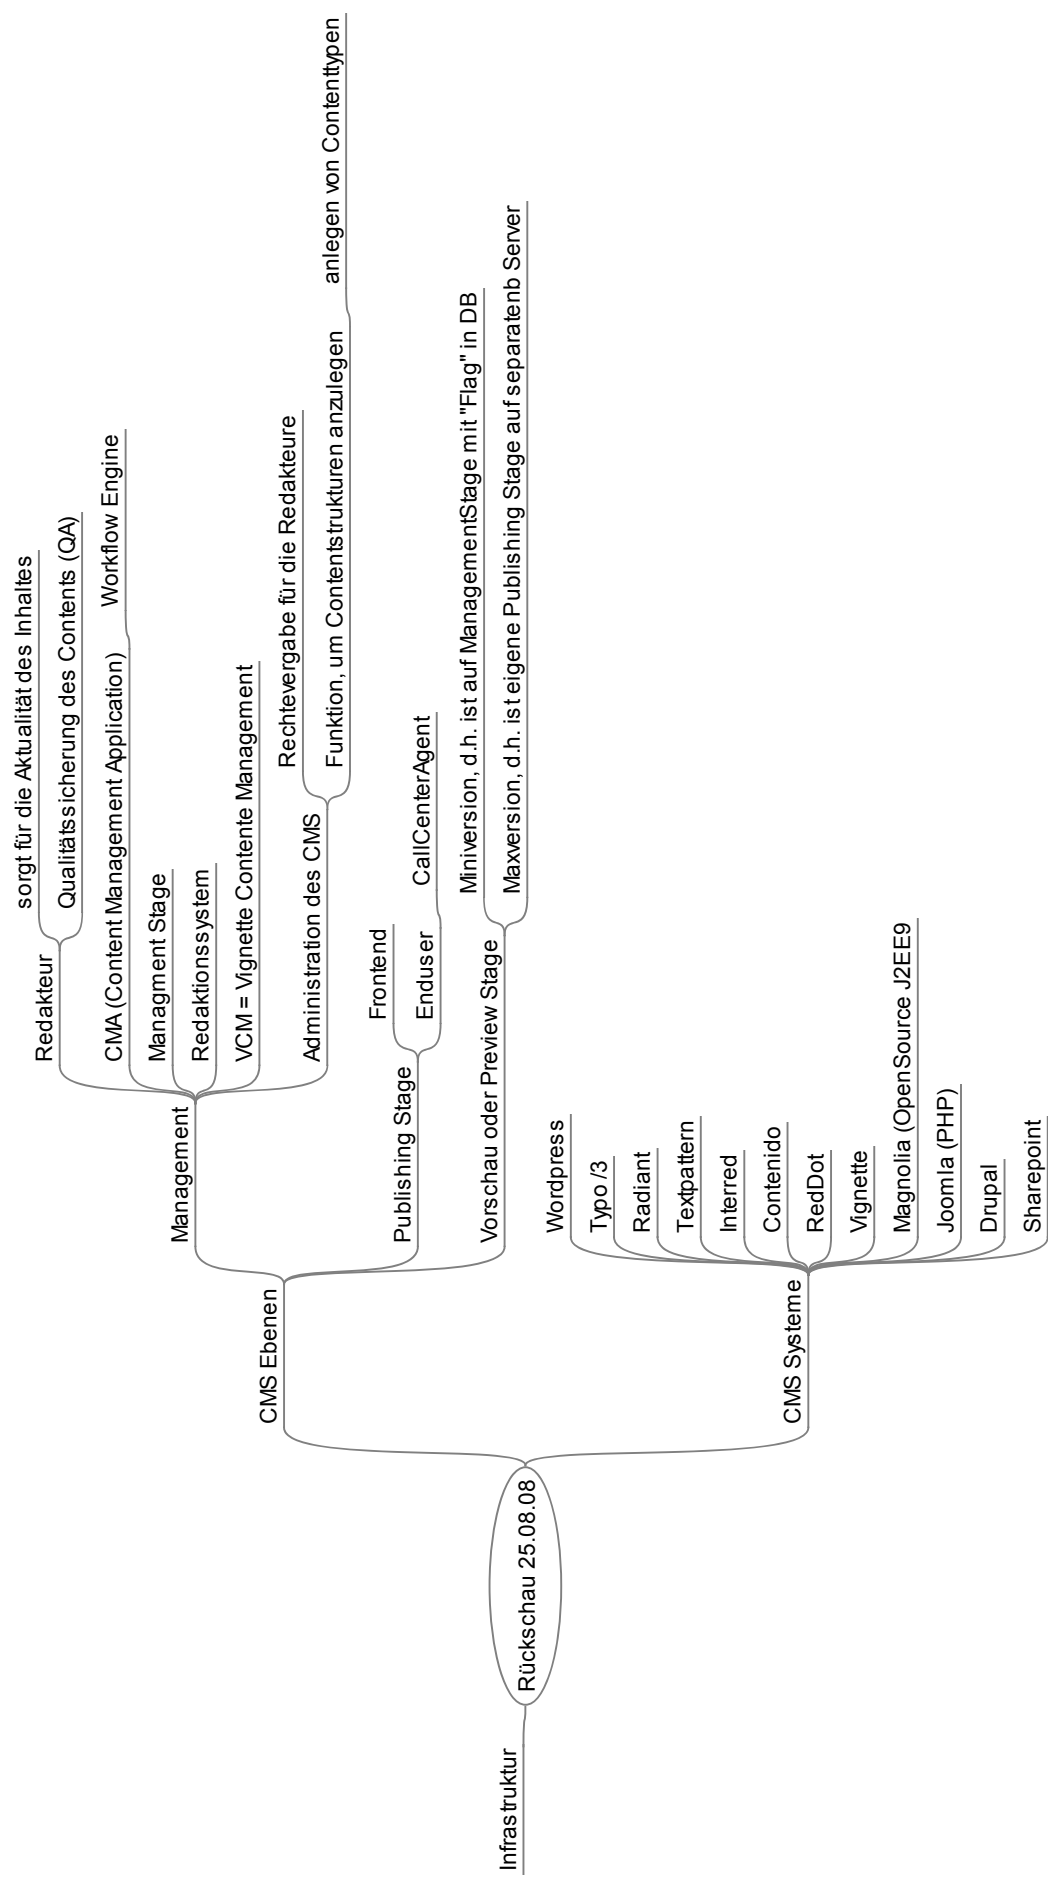 Rückschau 25.08.08
Infrastruktur
CMS Ebenen
Management
Redakteur
sorgt für die Aktualität des Inhaltes
Qualitätssicherung des Contents (QA)
CMA (Content Management Application)
Workflow Engine
Managment Stage
Redaktionssystem
VCM = Vignette Contente Management
Administration des CMS
Rechtevergabe für die Redakteure
Funktion, um Contentstrukturen anzulegen
anlegen von Contenttypen
Publishing Stage
Frontend
Enduser
CallCenterAgent
Vorschau oder Preview Stage
Miniversion, d.h. ist auf ManagementStage mit "Flag" in DB
Maxversion, d.h. ist eigene Publishing Stage auf separatenb Server
CMS Systeme
Wordpress
Typo /3
Radiant
Textpattern
Interred
Contenido
RedDot
Vignette
Magnolia (OpenSource J2EE9
Joomla (PHP)
Drupal
Sharepoint